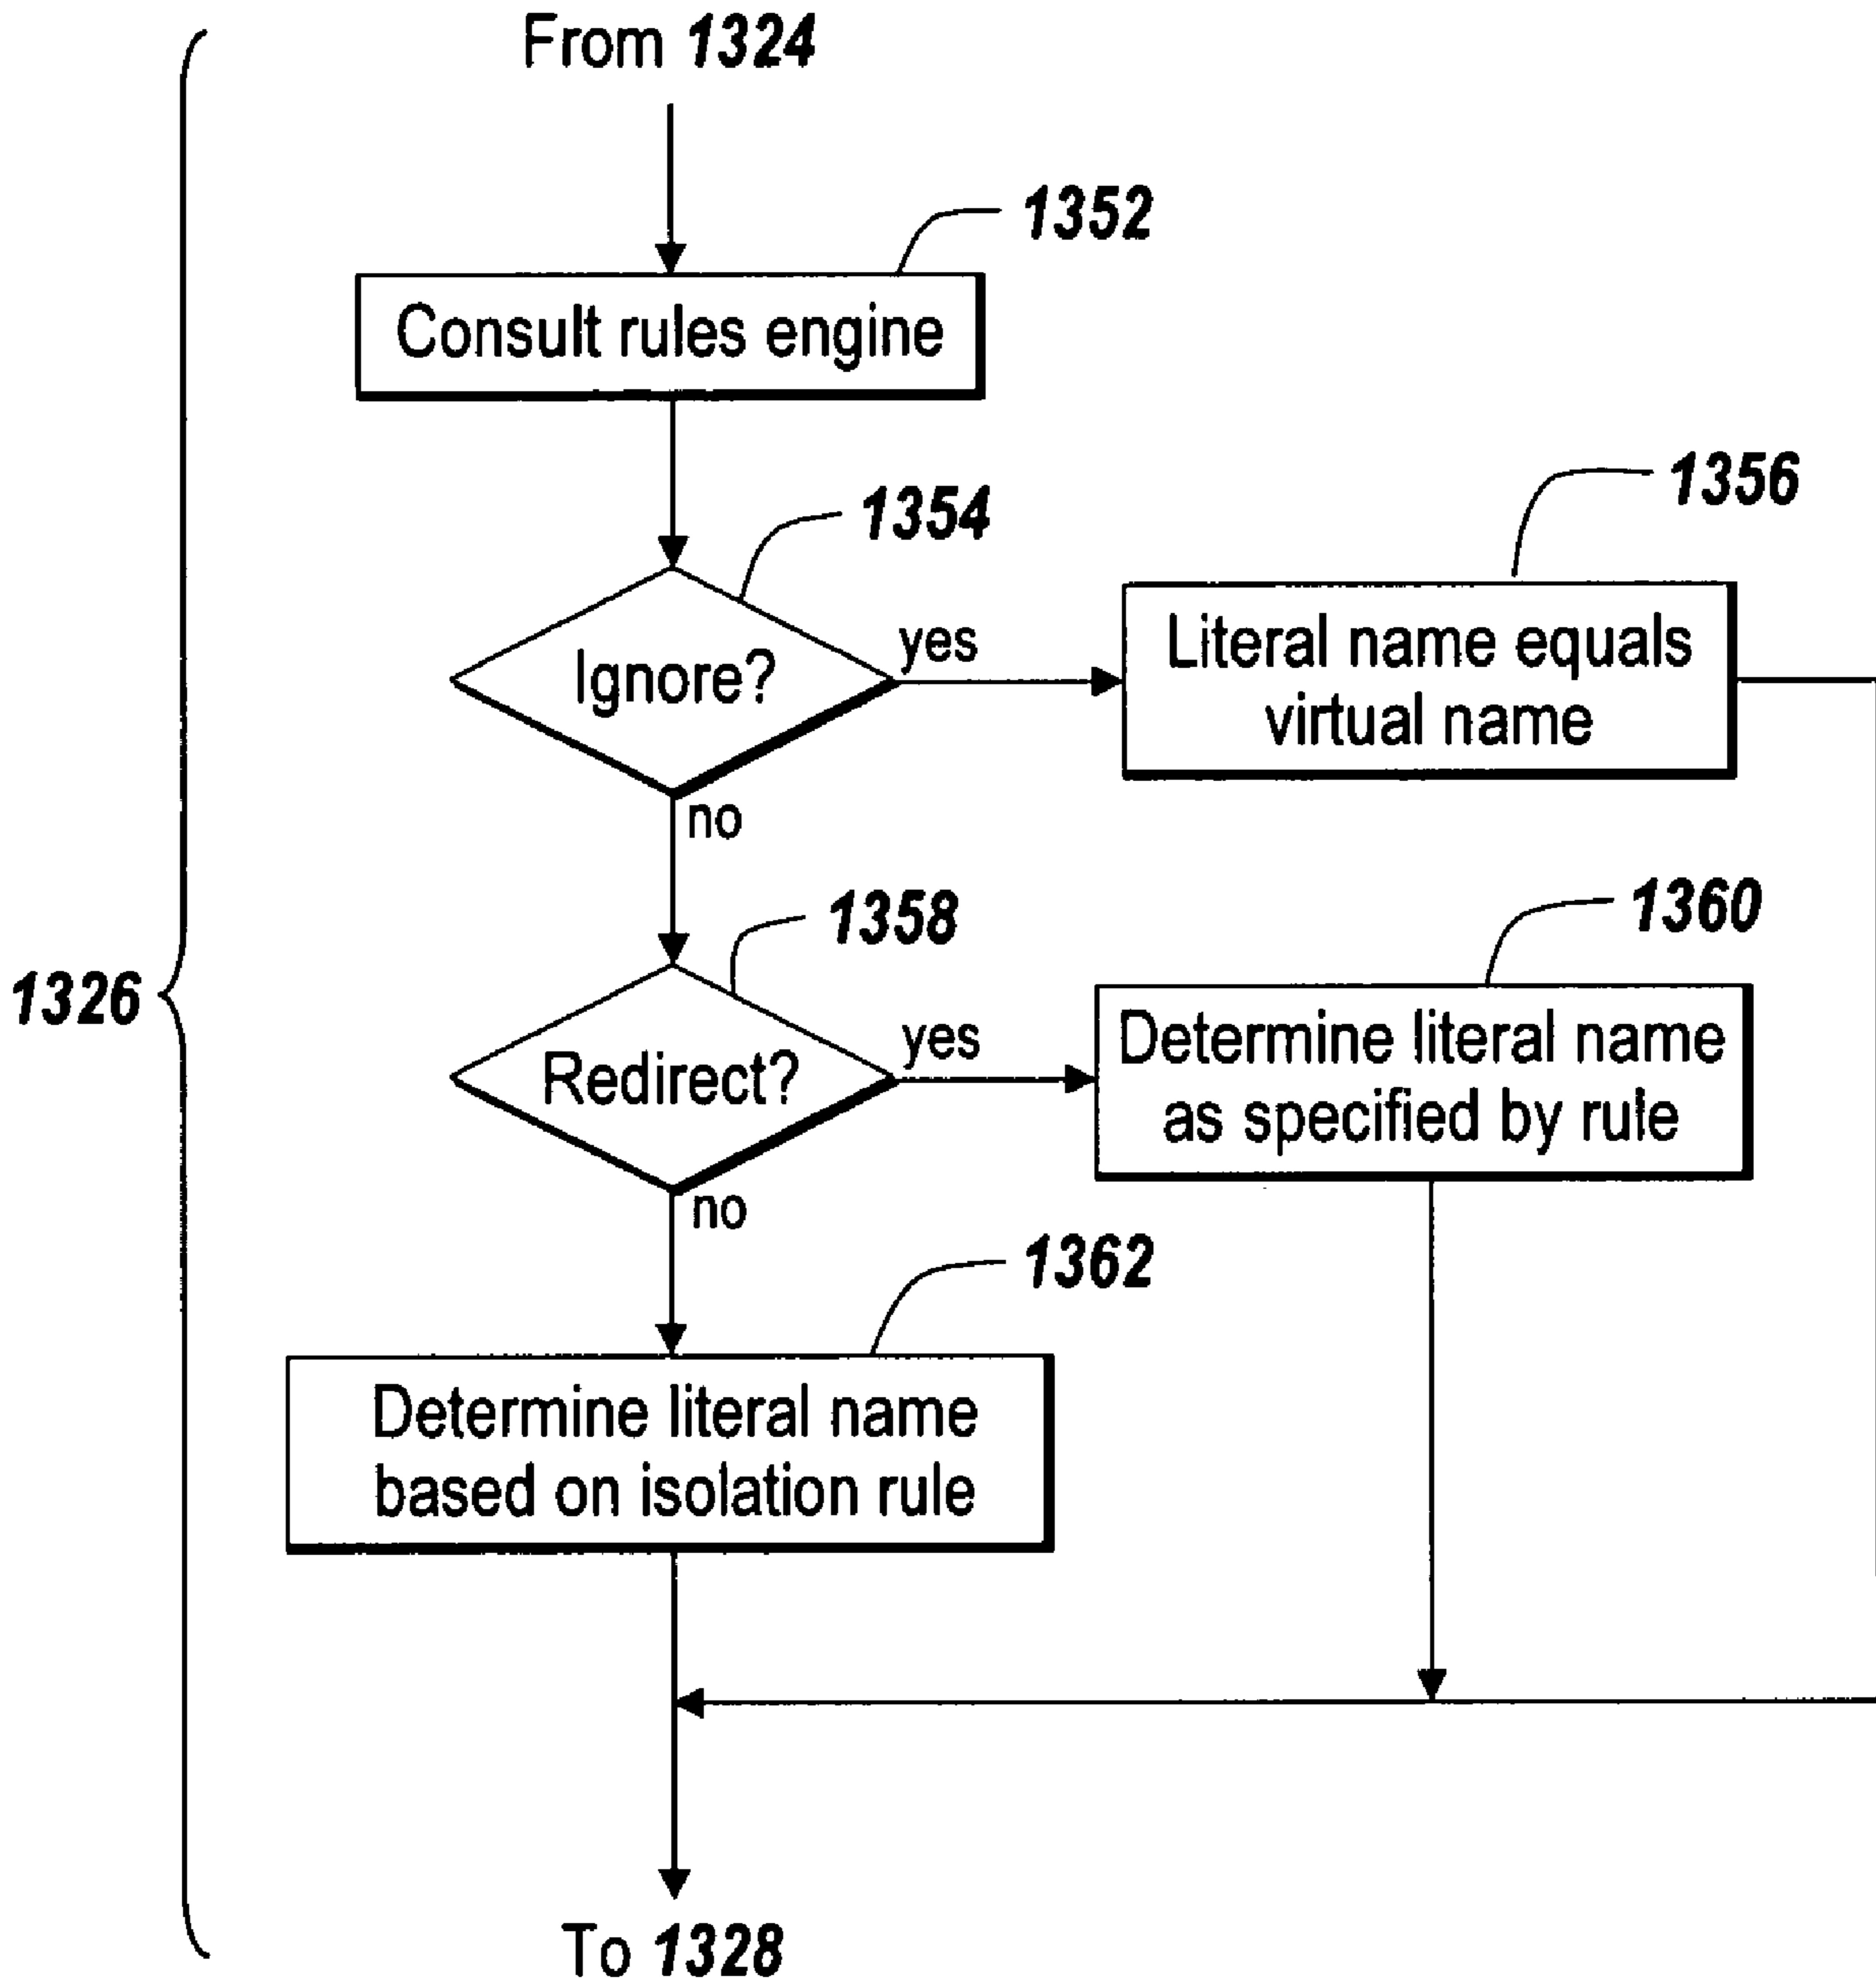 From 1324
1352
Consult rules engine
1354
1356
Ignore?
yes
Literal name equals
virtual name
no
1358
1360
1326
Redirect?
yes
Determine literal name
as specified by rule
no
1362
Determine literal name
based on isolation rule
To 1328